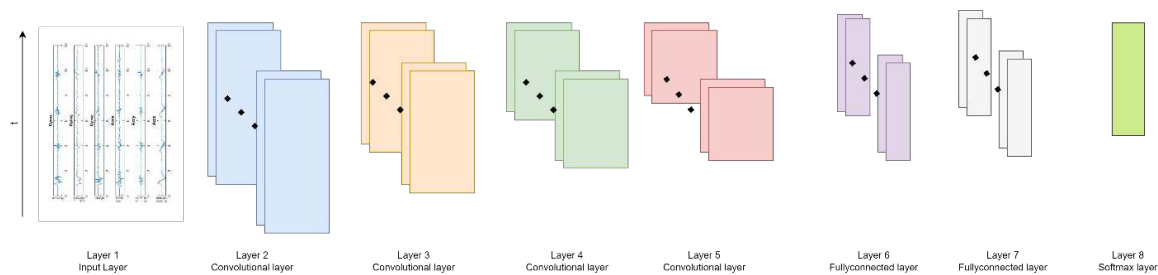 t
Layer 1
Input Layer
Layer 2
Convolutional layer
Layer 3
Convolutional layer
Layer 4
Convolutional layer
Layer 5
Convolutional layer
Layer 6
Fullyconnected layer
Layer 7
Fullyconnected layer
Layer 8
Softmax layer